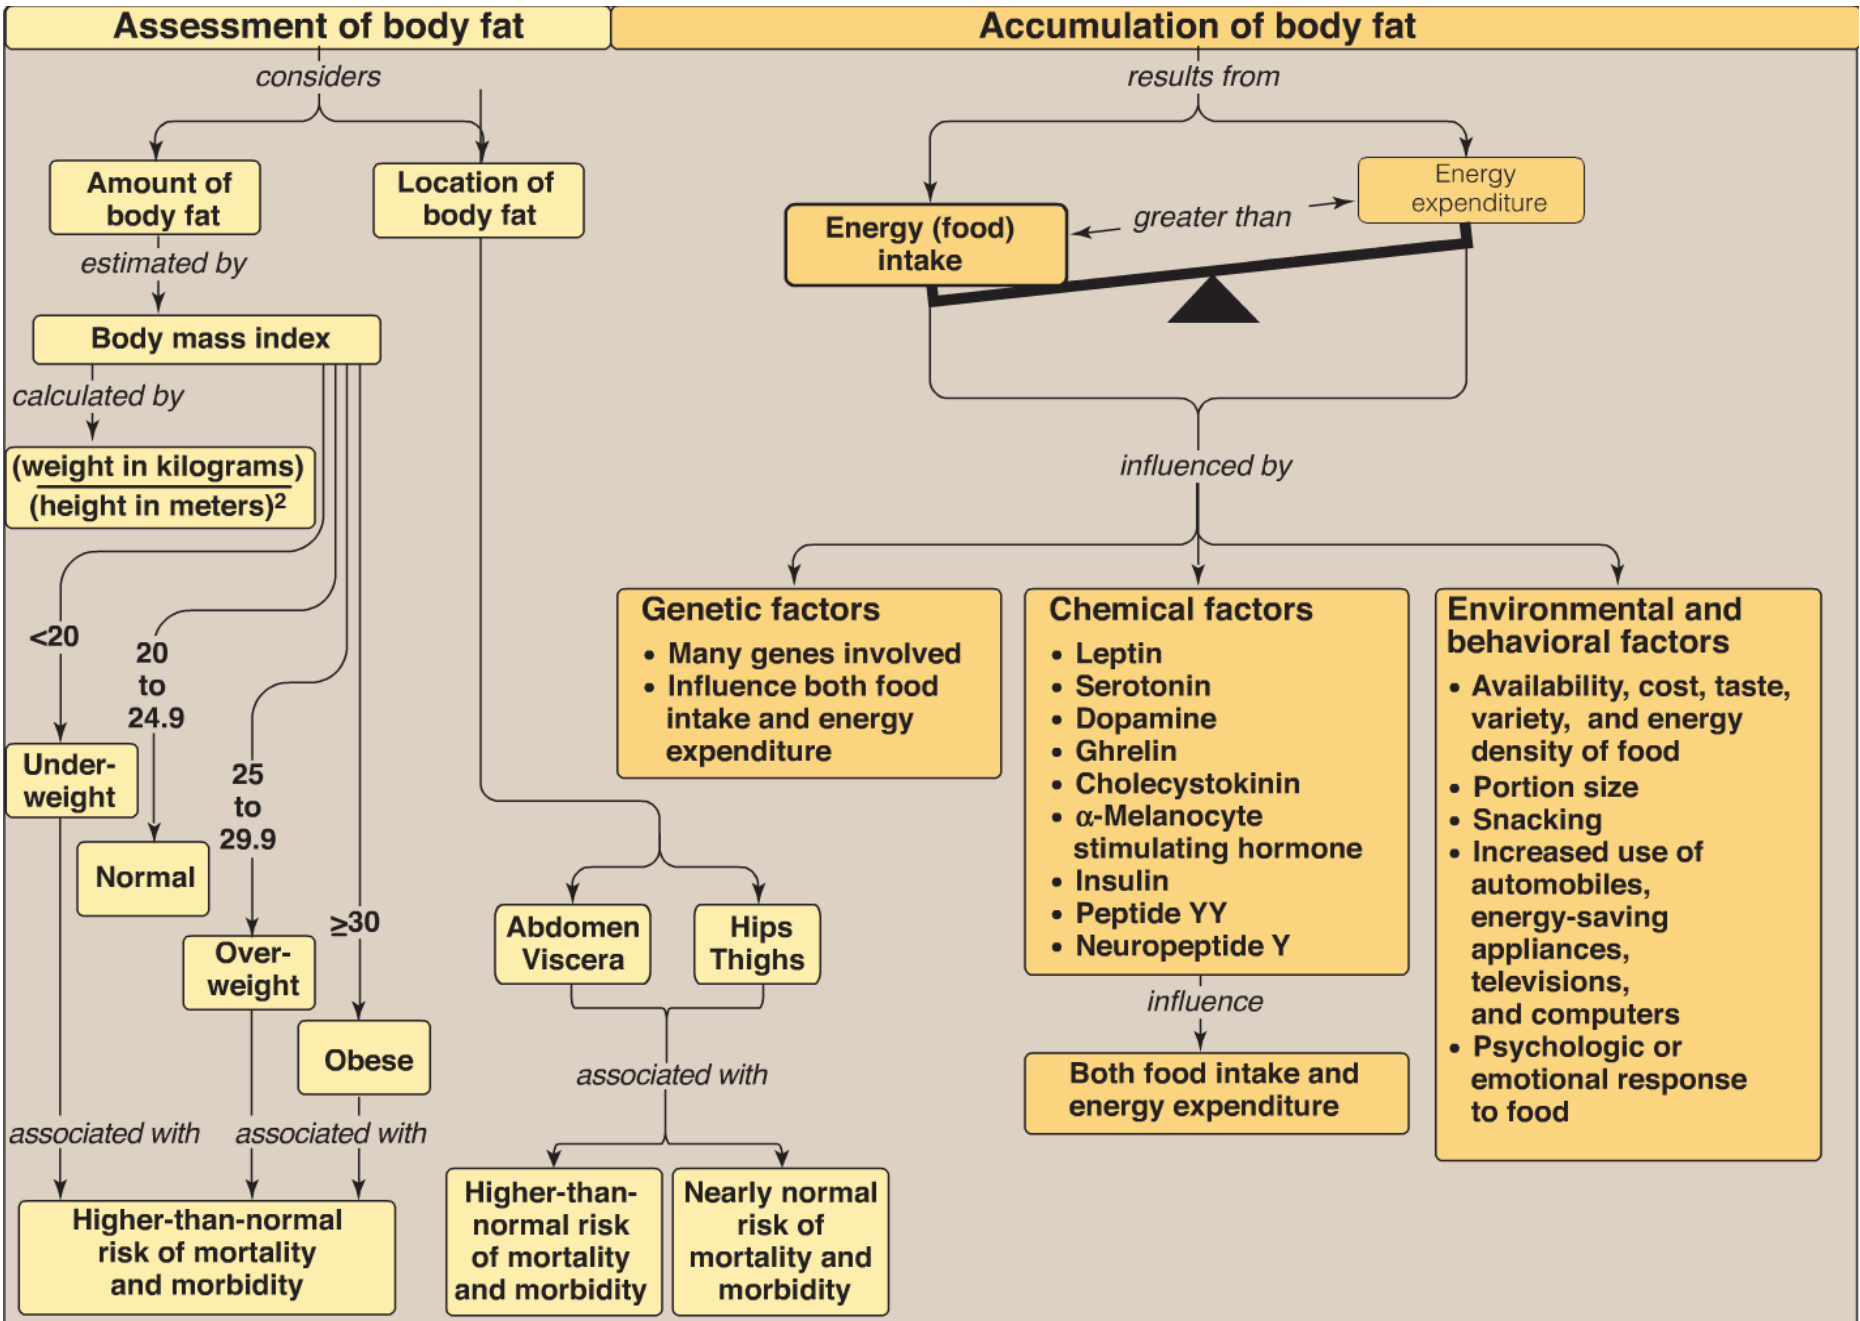 Assessment of body fat
Accumulation of body fat
considers
Amount of
body fat
Location of
body fat
estimated by
Body mass index
calculated by
(weight in kilograms)
(height in meters)²
<20
20
to
24.9
25
to
29.9
≥30
Under-
weight
Normal
Over-
weight
Obese
associated with
associated with
Higher-than-normal
risk of mortality
and morbidity
Abdomen
Viscera
Hips
Thighs
associated with
Higher-than-
normal risk
of mortality
and morbidity
Nearly normal
risk of
mortality and
morbidity
results from
Energy (food)
intake
greater than
Energy
expenditure
influenced by
Genetic factors
• Many genes involved
• Influence both food
intake and energy
expenditure
Chemical factors
• Leptin
• Serotonin
• Dopamine
• Ghrelin
• Cholecystokinin
• α-Melanocyte
stimulating hormone
• Insulin
• Peptide YY
• Neuropeptide Y
influence
Both food intake and
energy expenditure
Environmental and
behavioral factors
• Availability, cost, taste,
variety, and energy
density of food
• Portion size
• Snacking
• Increased use of
automobiles,
energy-saving
appliances,
televisions,
and computers
• Psychologic or
emotional response
to food